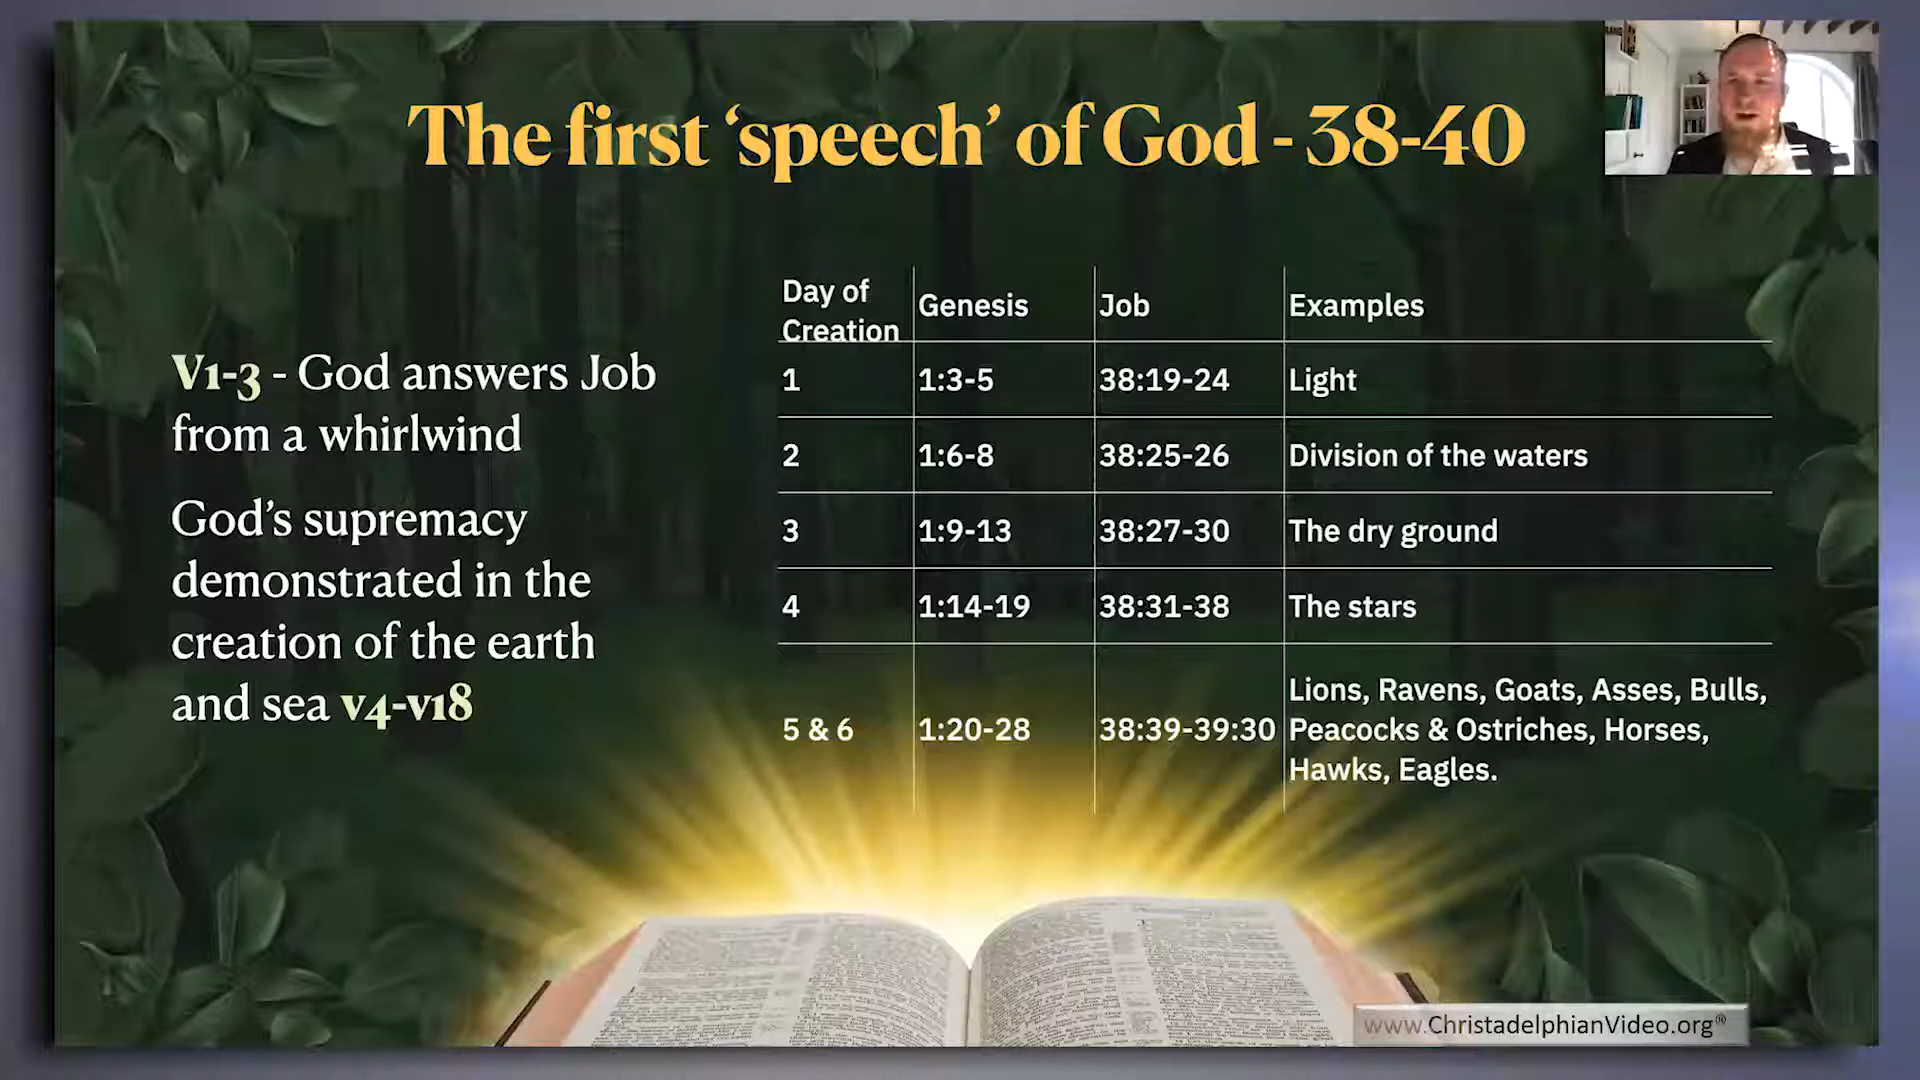 The first ‘speech’ of God - 38-40
V1-3 - God answers Job
from a whirlwind
God’s supremacy
demonstrated in the
creation of the earth
and sea v4-v18
Day of
Creation
Genesis
Job
Examples
1
1:3-5
38:19-24
Light
2
1:6-8
38:25-26
Division of the waters
3
1:9-13
38:27-30
The dry ground
4
1:14-19
38:31-38
The stars
5 & 6
1:20-28
38:39-39:30
Lions, Ravens, Goats, Asses, Bulls,
Peacocks & Ostriches, Horses,
Hawks, Eagles.
www.ChristadelphianVideo.org®